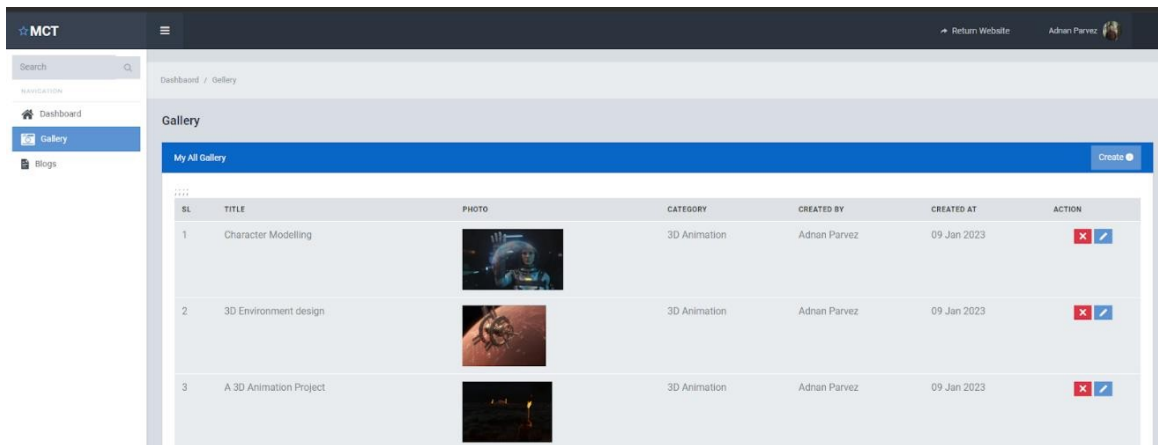 MCT
Return Website
Adnan Parvez
Search
NAVIGATION
Dashboard
Gallery
Blogs
Dashbaord / Gellery
Gallery
My All Gallery
Create
;;;;
SL TITLE PHOTO CATEGORY CREATED BY CREATED AT ACTION
1 Character Modelling 3D Animation Adnan Parvez 09 Jan 2023
2 3D Environment design 3D Animation Adnan Parvez 09 Jan 2023
3 A 3D Animation Project 3D Animation Adnan Parvez 09 Jan 2023